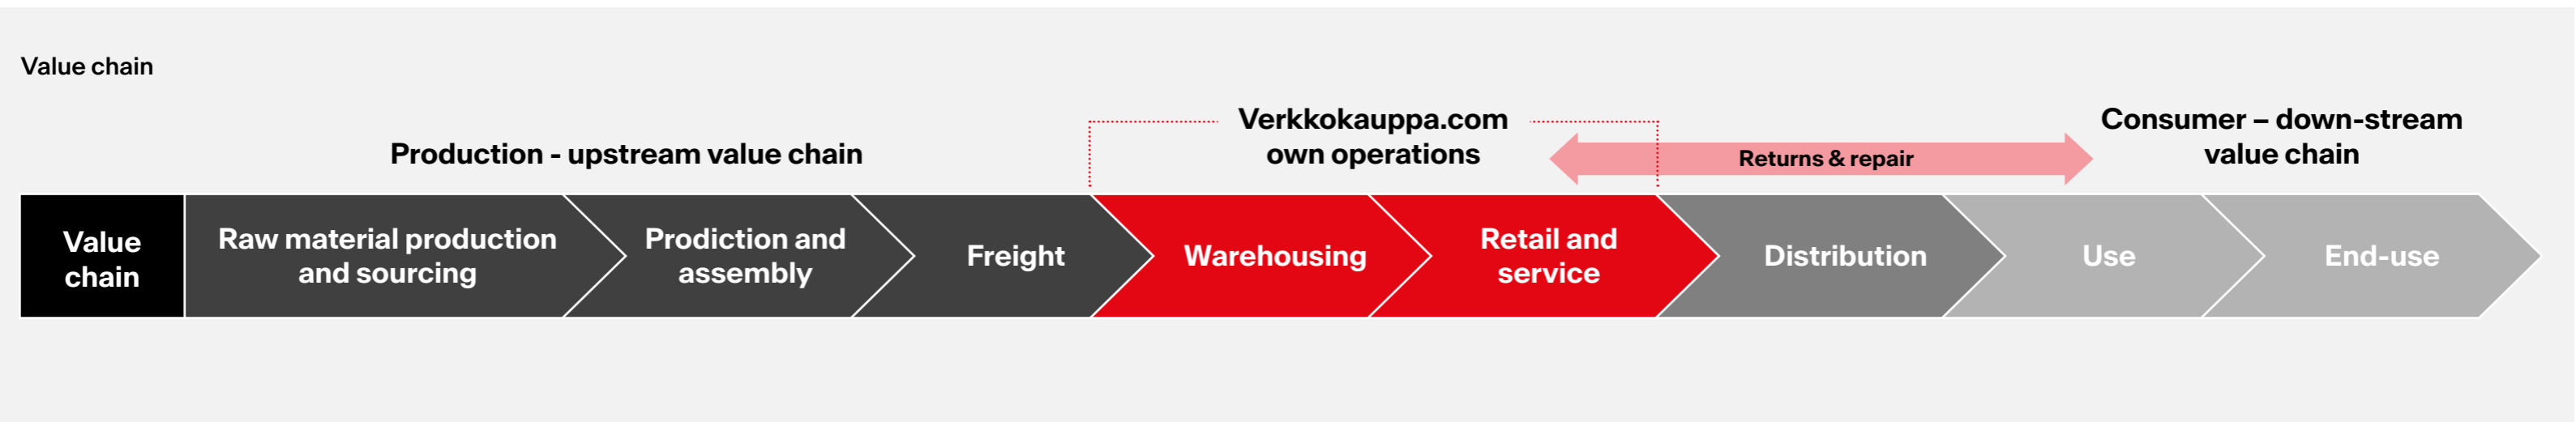 Value chain
Production - upstream value chain
Verkkokauppa.com
own operations
Returns & repair
Consumer – down-stream
value chain
Value
chain
Raw material production
and sourcing
Prodiction and
assembly
Freight
Warehousing
Retail and
service
Distribution
Use
End-use